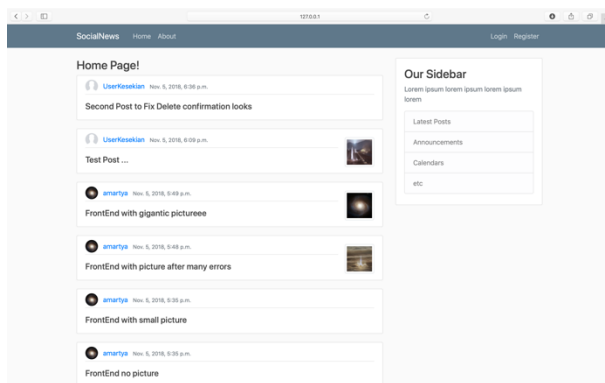 127.0.0.1
SocialNews Home About Login Register
Home Page!
UserKesekian Nov. 5, 2018, 6:36 p.m.
Second Post to Fix Delete confirmation looks
UserKesekian Nov. 5, 2018, 6:09 p.m.
Test Post ...
amartya Nov. 5, 2018, 5:49 p.m.
FrontEnd with gigantic pictureee
amartya Nov. 5, 2018, 5:48 p.m.
FrontEnd with picture after many errors
amartya Nov. 5, 2018, 5:35 p.m.
FrontEnd with small picture
amartya Nov. 5, 2018, 5:35 p.m.
FrontEnd no picture
Our Sidebar
Lorem ipsum lorem ipsum lorem ipsum
lorem
Latest Posts
Announcements
Calendars
etc